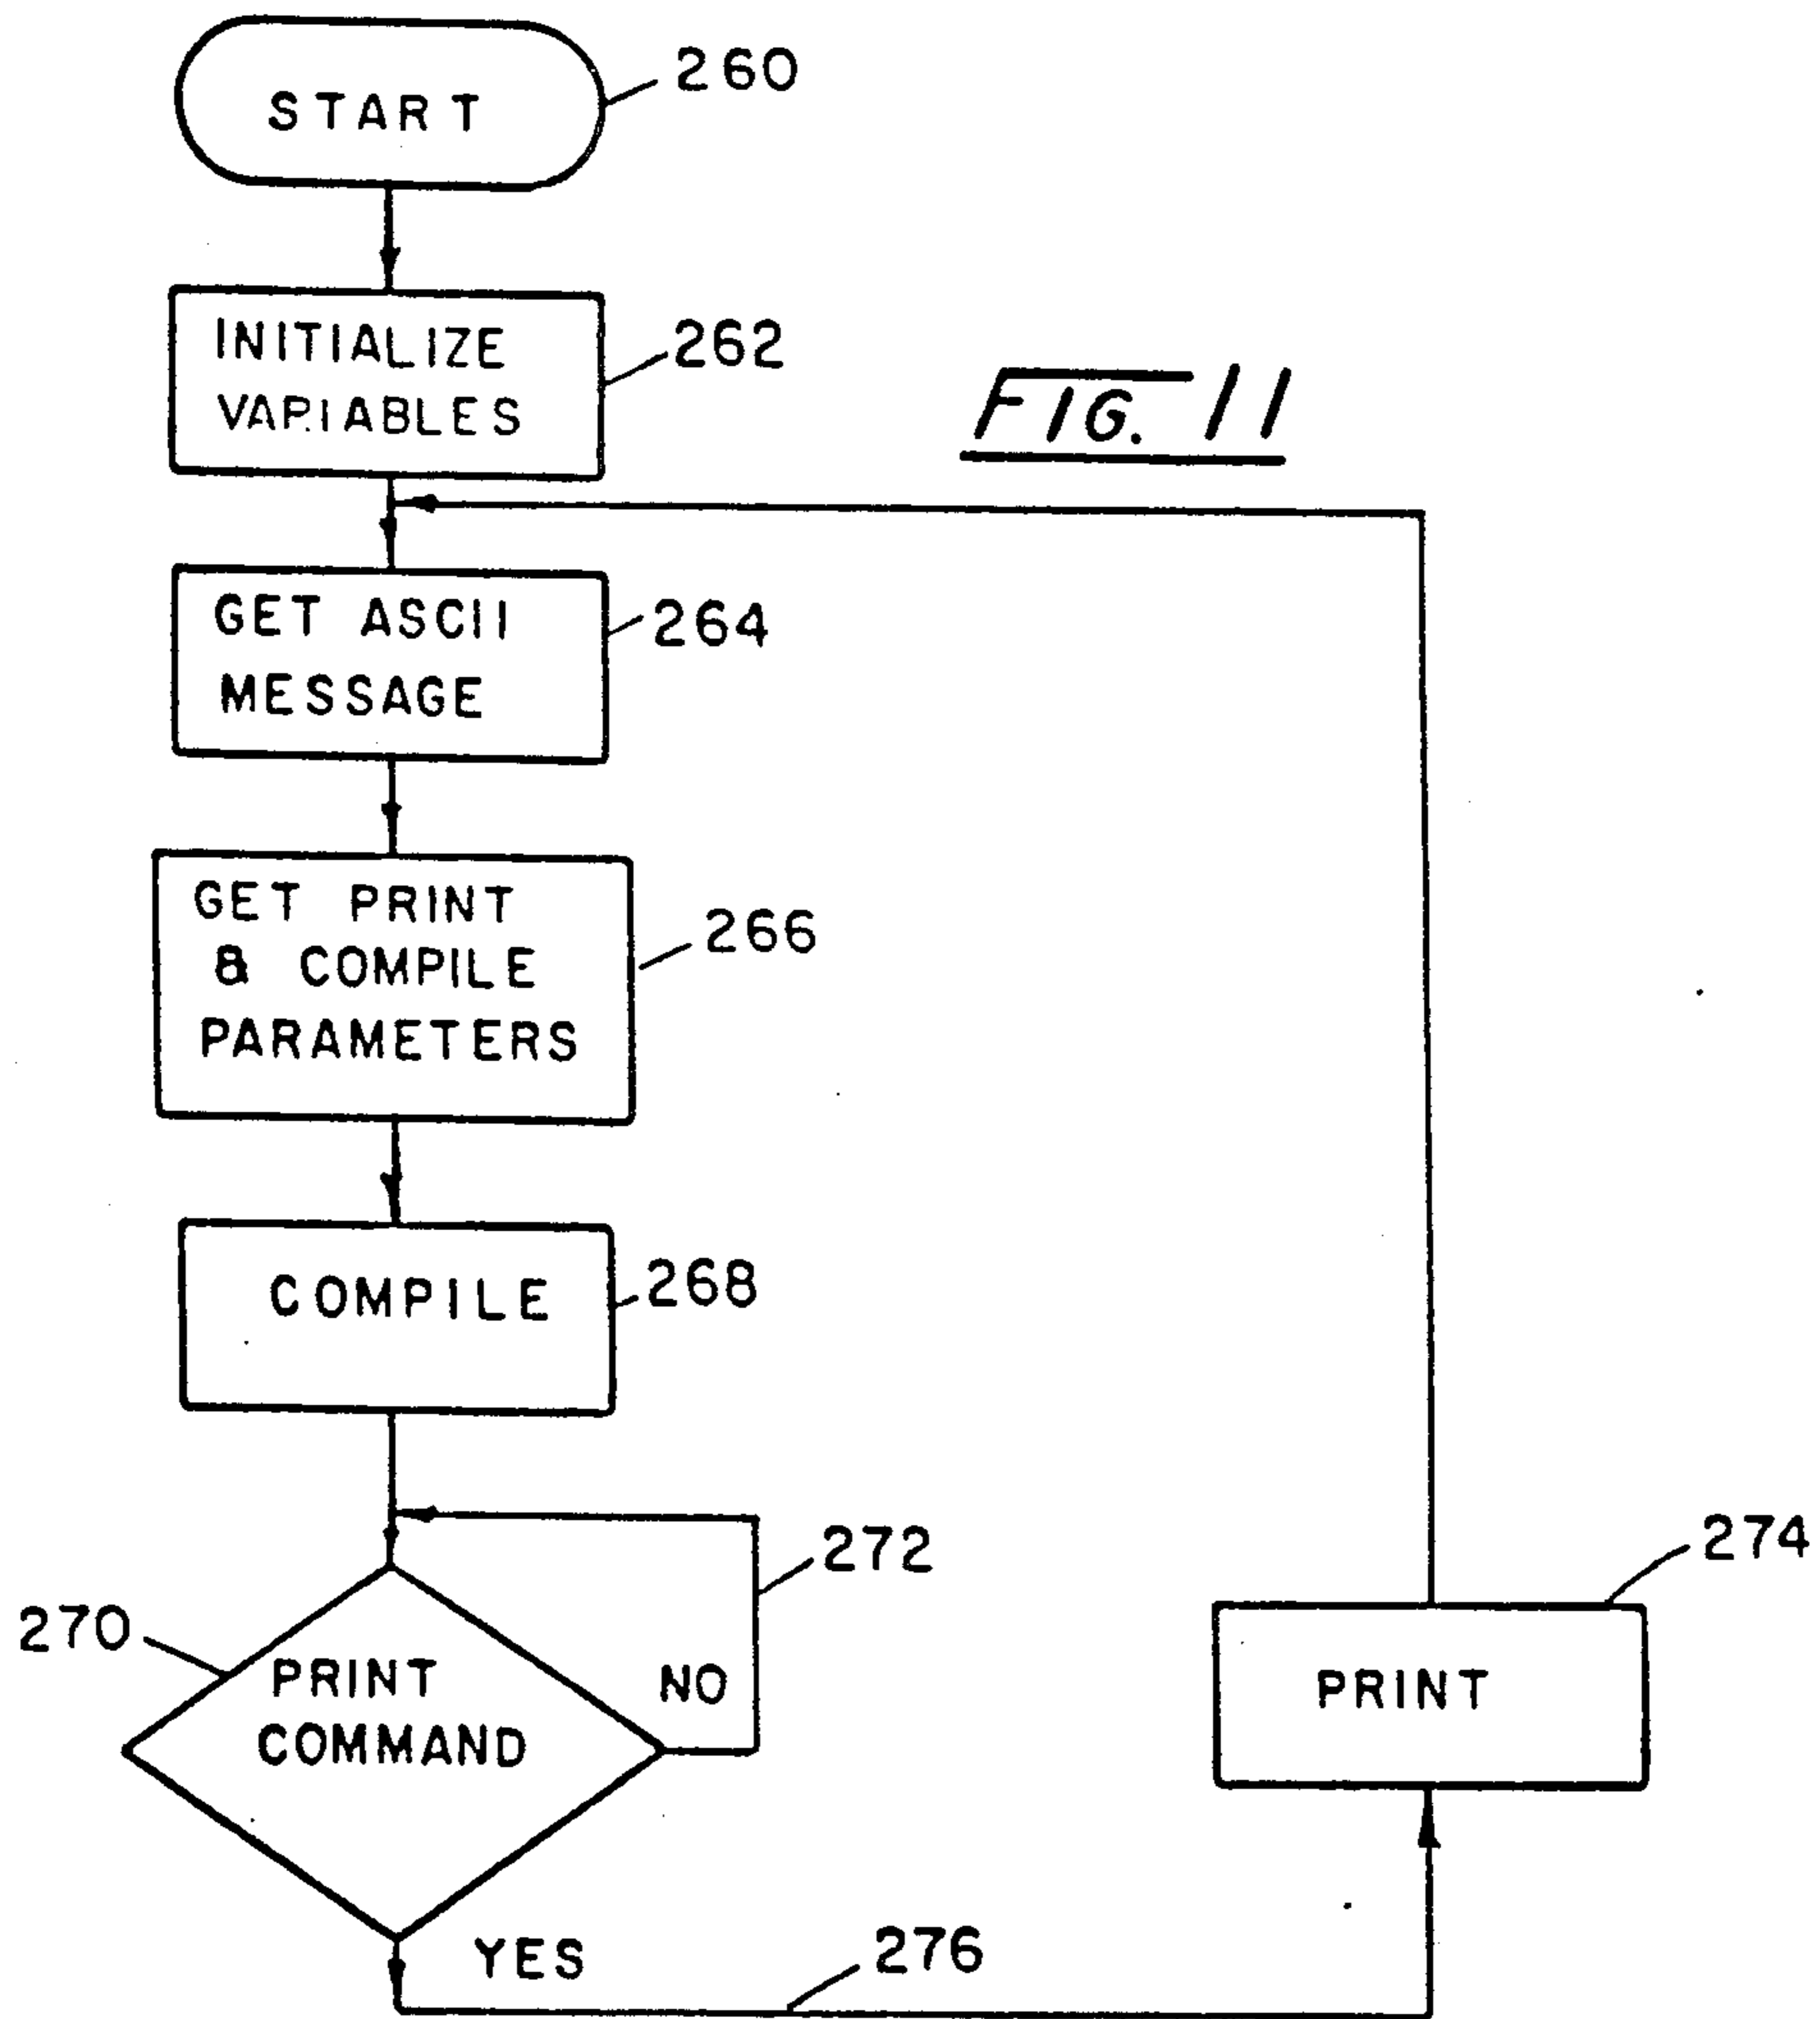 START
260
INITIALIZE
VARIABLES
262
FIG. 11
GET ASCII
MESSAGE
264
GET PRINT
& COMPILE
PARAMETERS
266
COMPILE
268
270
PRINT
COMMAND
NO
272
274
PRINT
YES
276